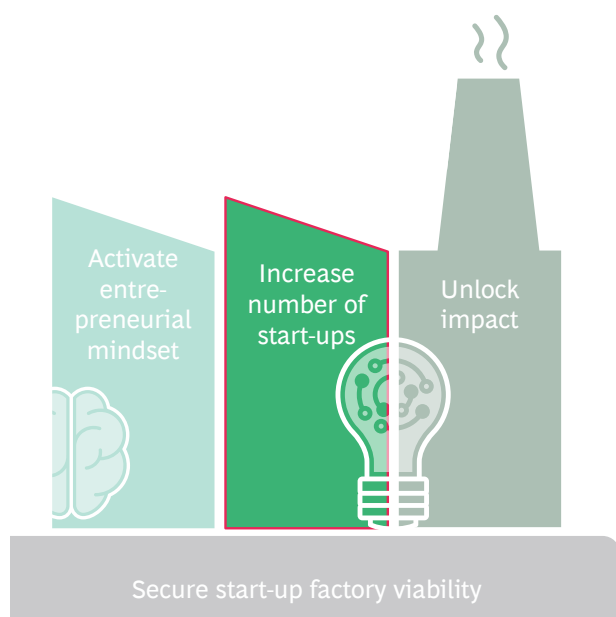 Activate
entre-
preneurial
mindset
Increase
number of
start-ups
Unlock
impact
Secure start-up factory viability